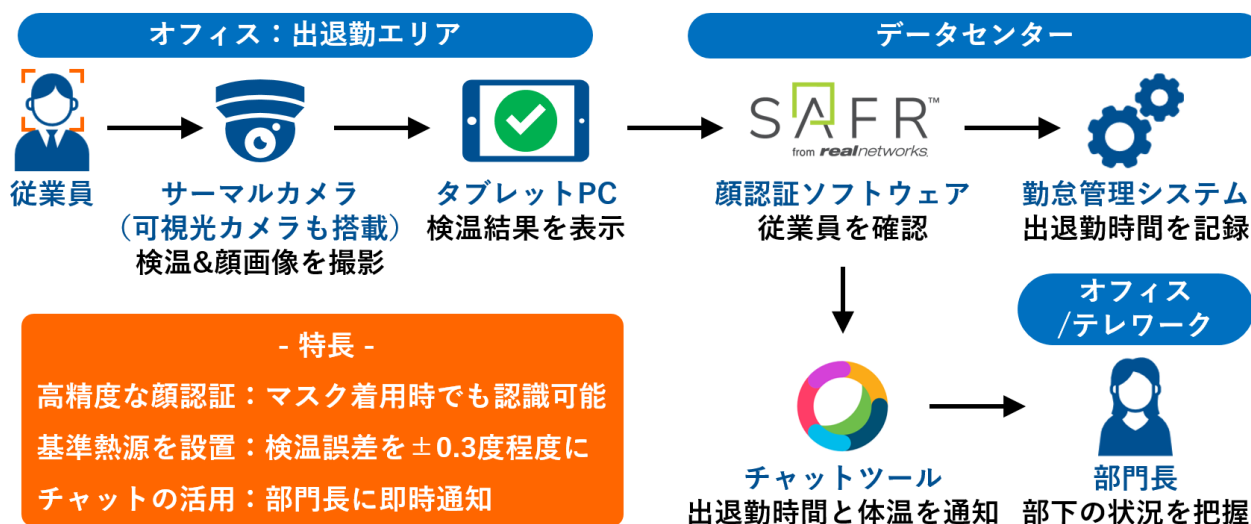 オフィス：出退勤エリア
データセンター
SAFR™
from realnetworks.
従業員
サーマルカメラ
（可視光カメラも搭載）
検温&顔画像を撮影
タブレットPC
検温結果を表示
顔認証ソフトウェア
従業員を確認
勤怠管理システム
出退勤時間を記録
- 特長 -
高精度な顔認証：マスク着用時でも認識可能
基準熱源を設置：検温誤差を±0.3度程度に
チャットの活用：部門長に即時通知
チャットツール
出退勤時間と体温を通知
オフィス
/テレワーク
部門長
部下の状況を把握